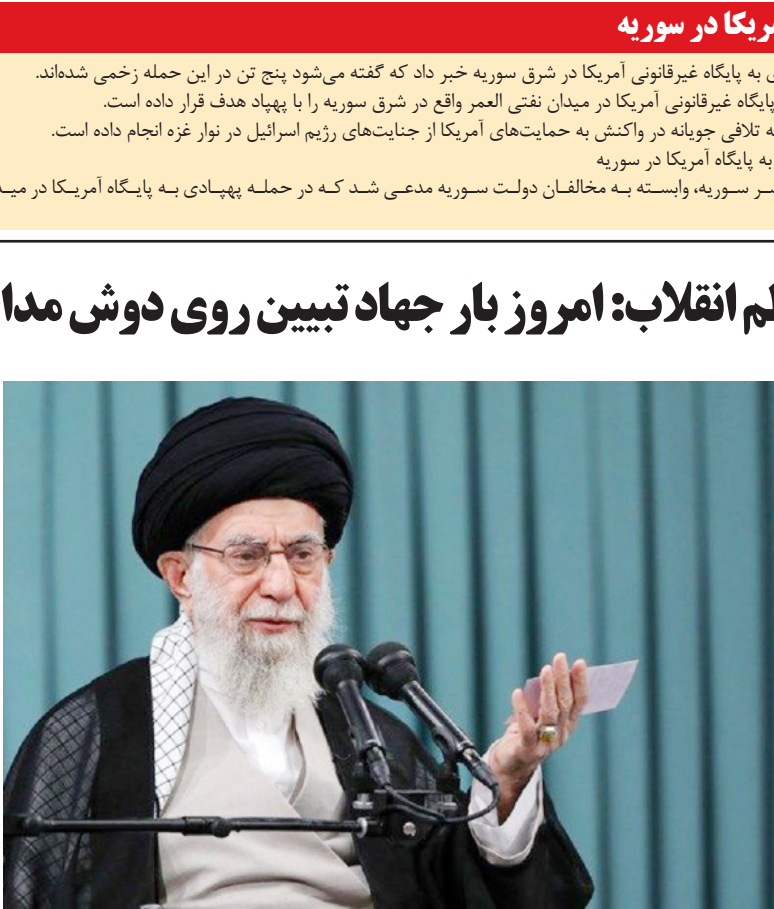 در سوریه
به پایگاه غیرقانونی آمریکا در شرق سوریه خبر داد که گفته می‌شود پنج تن در این حمله زخمی شده‌اند.
پایگاه غیرقانونی آمریکا در میدان نفتی العمر واقع در شرق سوریه را با پهپاد هدف قرار داده است.
تلافی جویانه در واکنش به حمایت‌های آمریکا از جنایت‌های رژیم اسرائیل در نوار غزه انجام داده است.
به پایگاه آمریکا در سوریه
سوریه، وابسته به مخالفان دولت سوریه مدعی شد که در حمله پهپادی به پایگاه آمریکا در
انقلاب: امروز بار جهاد تبیین روی دوش